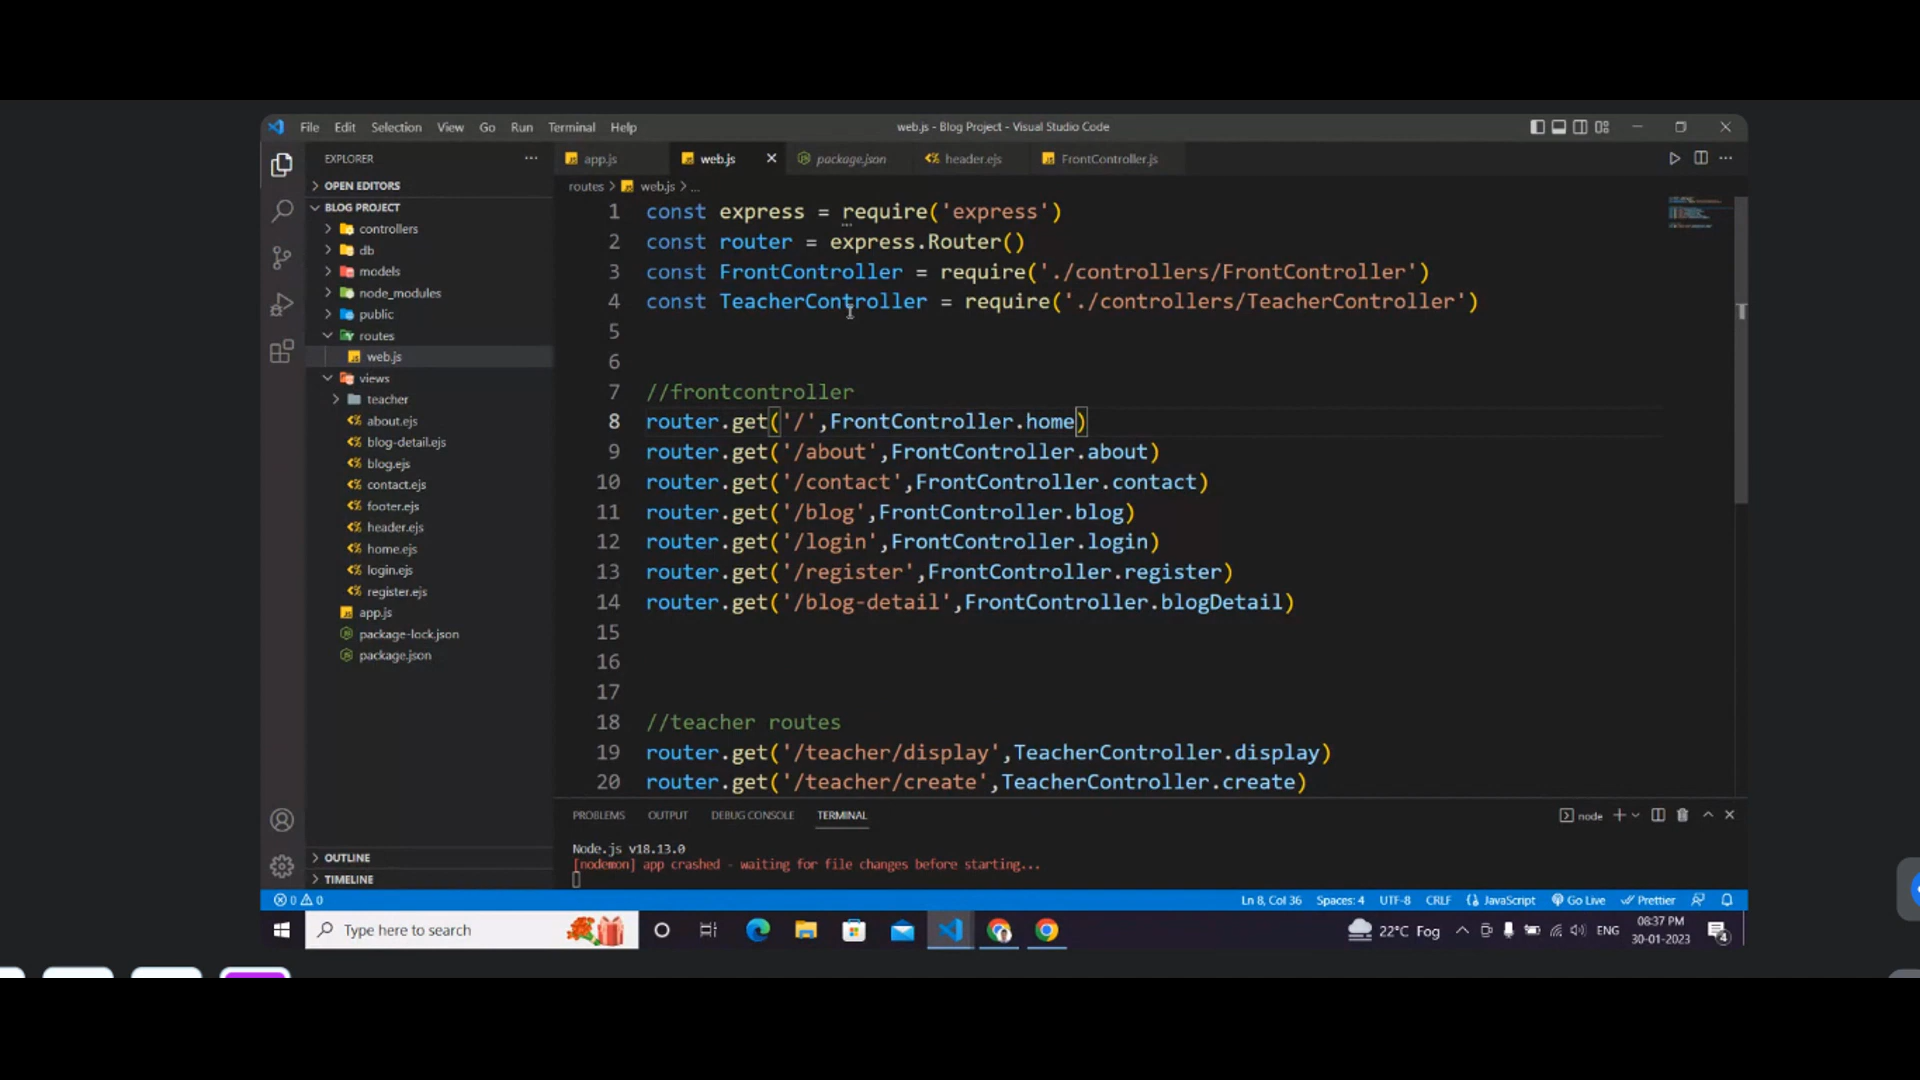 File Edit Selection View Go Run Terminal Help
web.js - Blog Project - Visual Studio Code
EXPLORER
OPEN EDITORS
BLOG PROJECT
controllers
db
models
node_modules
public
routes
web.js
views
teacher
about.ejs
blog-detail.ejs
blog.ejs
contact.ejs
footer.ejs
header.ejs
home.ejs
login.ejs
register.ejs
app.js
package-lock.json
package.json
OUTLINE
TIMELINE
app.js web.js package.json header.ejs FrontController.js
routes > web.js > ...
1 const express = require('express')
2 const router = express.Router()
3 const FrontController = require('./controllers/FrontController')
4 const TeacherController = require('./controllers/TeacherController')
5
6
7 //frontcontroller
8 router.get('/',FrontController.home)
9 router.get('/about',FrontController.about)
10 router.get('/contact',FrontController.contact)
11 router.get('/blog',FrontController.blog)
12 router.get('/login',FrontController.login)
13 router.get('/register',FrontController.register)
14 router.get('/blog-detail',FrontController.blogDetail)
15
16
17
18 //teacher routes
19 router.get('/teacher/display',TeacherController.display)
20 router.get('/teacher/create',TeacherController.create)
PROBLEMS OUTPUT DEBUG CONSOLE TERMINAL
node
Node.js v18.13.0
[nodemon] app crashed - waiting for file changes before starting...
0 0
Ln 8, Col 36 Spaces: 4 UTF-8 CRLF JavaScript Go Live Prettier
Type here to search
22°C Fog
ENG
08:37 PM
30-01-2023
4